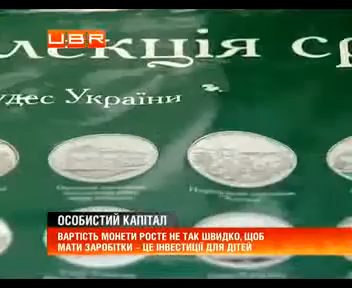 UBR
лекція ср
удес України
ОСОБИСТИЙ КАПІТАЛ
ВАРТІСТЬ МОНЕТИ РОСТЕ НЕ ТАК ШВИДКО, ЩОБ
МАТИ ЗАРОБІТКИ – ЦЕ ІНВЕСТИЦІЇ ДЛЯ ДІТЕЙ